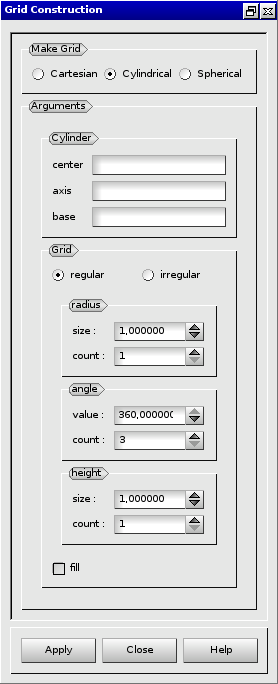 Grid Construction
Make Grid
Cartesian Cylindrical Spherical
Arguments
Cylinder
center
axis
base
Grid
regular irregular
radius
size : 1,000000
count : 1
angle
value : 360,000000
count : 3
height
size : 1,000000
count : 1
fill
Apply Close Help